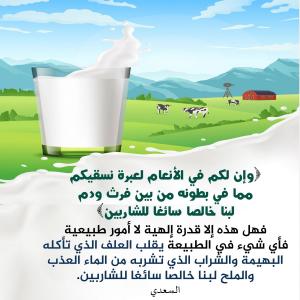 ﴿وإن لكم في الأنعام لعبرة نسقيكم
مما في بطونه من بين فرث ودم
لبنا خالصا سائغا للشاربين﴾
فهل هذه إلا قدرة إلهية لا أمور طبيعية
فأي شيء في الطبيعة يقلب العلف الذي تأكله
البهيمة والشراب الذي تشربه من الماء العذب
والملح لبنا خالصا سائغا للشاربين.
السعدي